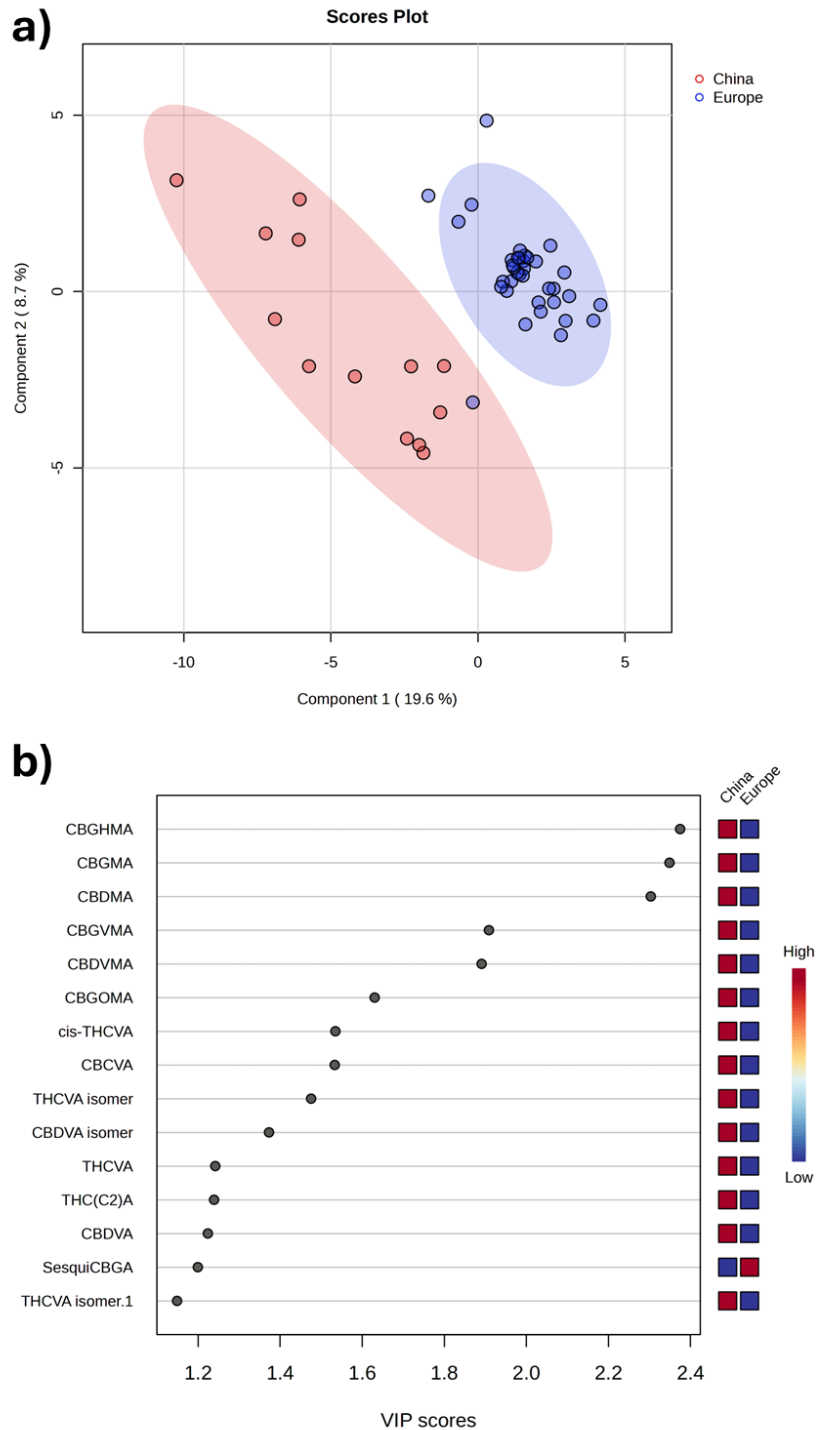 a)
Scores Plot
China
Europe
5
0
-5
Component 2 ( 8.7 %)
-10 -5 0 5
Component 1 ( 19.6 %)
b)
China Europe
CBGHMA
CBGMA
CBDMA
CBGVMA
CBDVMA
CBGOMA
cis-THCVA
CBCVA
THCVA isomer
CBDVA isomer
THCVA
THC(C2)A
CBDVA
SesquiCBGA
THCVA isomer.1
High
Low
1.2 1.4 1.6 1.8 2.0 2.2 2.4
VIP scores